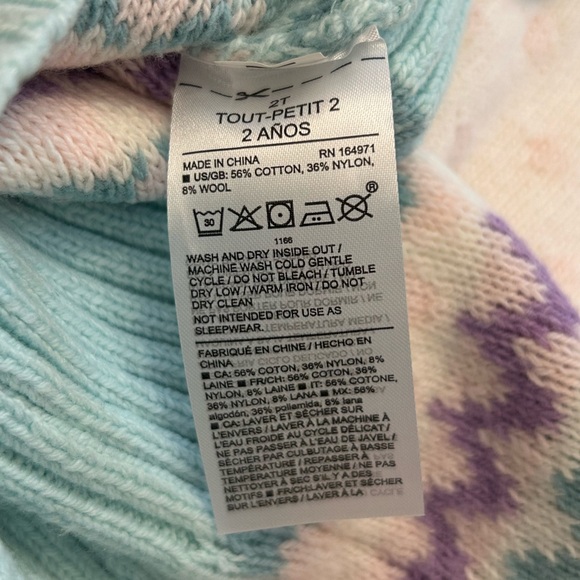 2T
TOUT-PETIT 2
2 AÑOS
MADE IN CHINA RN 164971
■ US/GB: 56% COTTON, 36% NYLON,
8% WOOL
30
®
1166
WASH AND DRY INSIDE OUT /
MACHINE WASH COLD GENTLE
CYCLE / DO NOT BLEACH / TUMBLE
DRY LOW / WARM IRON / DO NOT
DRY CLEAN
NOT INTENDED FOR USE AS
SLEEPWEAR.
FABRIQUÉ EN CHINE / HECHO EN
CHINA
■ CA: 56% COTON, 36% NYLON, 8%
LAINE ■ FR/CH: 56% COTON, 36%
NYLON, 8% LAINE ■ IT: 56% COTONE,
36% NYLON, 8% LANA ■ MX: 56%
algodón, 36% poliamida, 8% lana
■ CA: LAVER ET SÉCHER SUR
L'ENVERS / LAVER À LA MACHINE À
L'EAU FROIDE AU CYCLE DÉLICAT /
NE PAS PASSER À L'EAU DE JAVEL /
SÉCHER PAR CULBUTAGE À BASSE
TEMPÉRATURE / REPASSER À
TEMPÉRATURE MOYENNE / NE PAS
NETTOYER À SEC S'IL Y A DES
MOTIFS ■ FR/CH:LAVER ET SÉCHER
SUR L'ENVERS / LAVER À LA